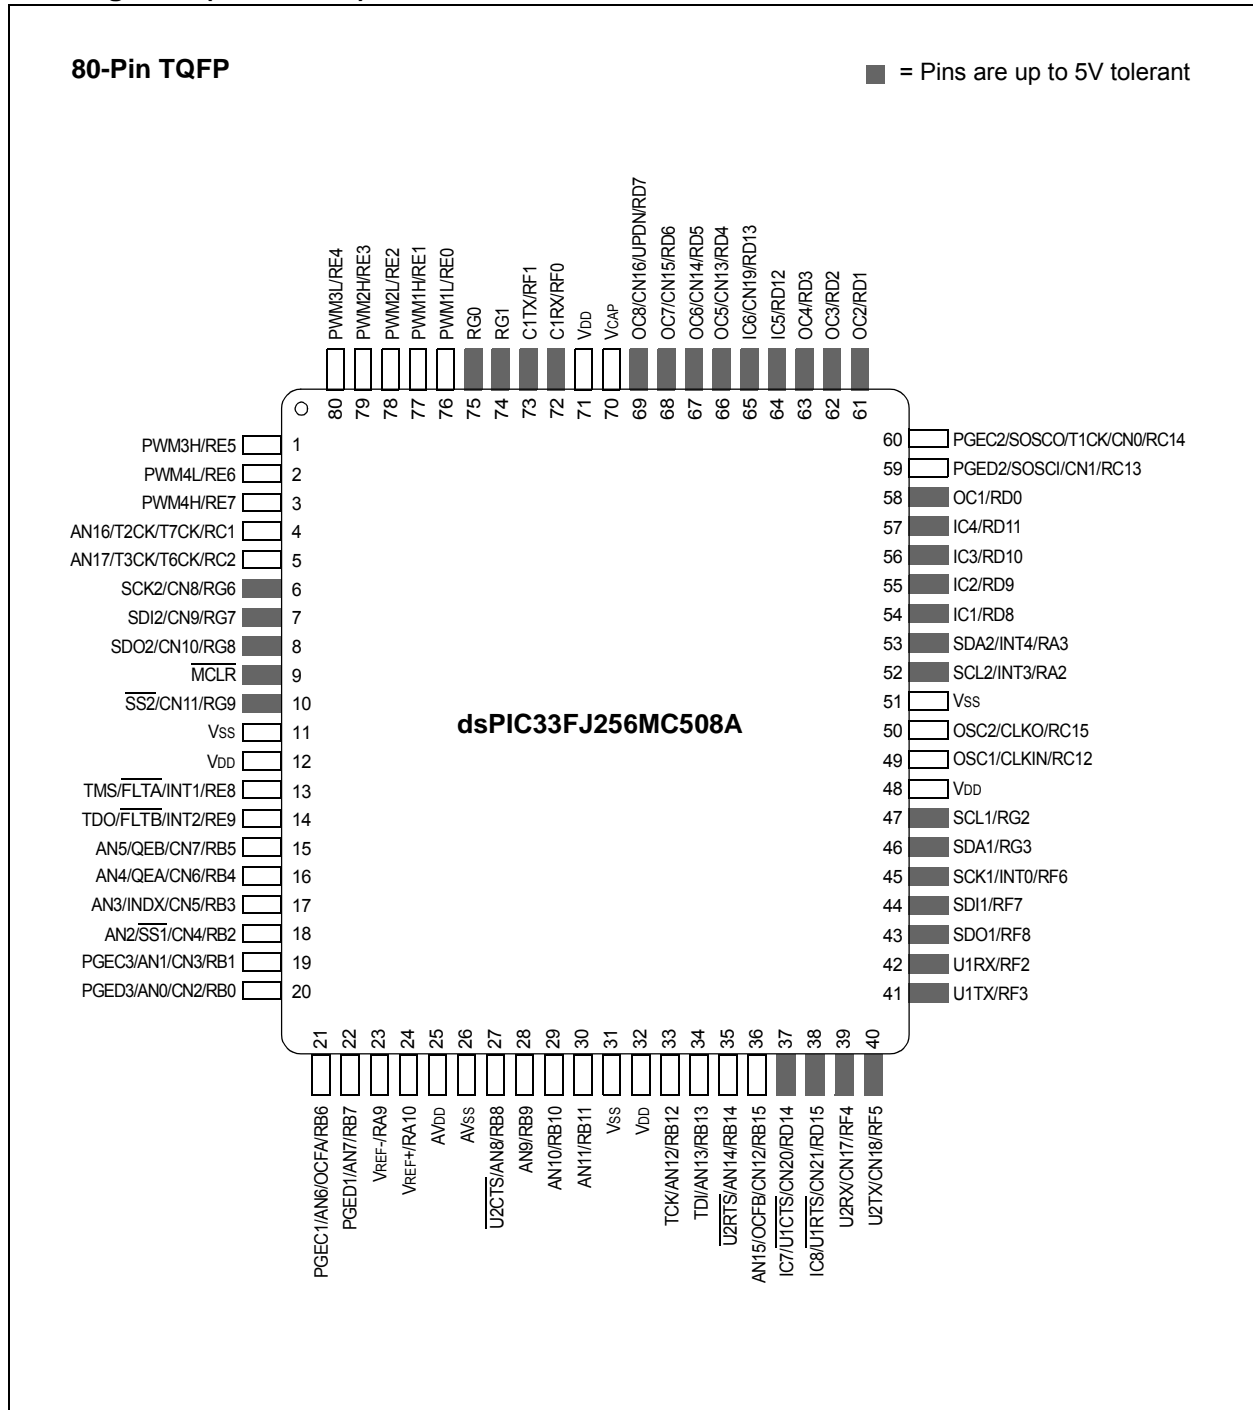 80-Pin TQFP
= Pins are up to 5V tolerant
PWM3L/RE4
PWM2H/RE3
PWM2L/RE2
PWM1H/RE1
PWM1L/RE0
RG0
RG1
C1TX/RF1
C1RX/RF0
VDD
VCAP
OC8/CN16/UPDN/RD7
OC7/CN15/RD6
OC6/CN14/RD5
OC5/CN13/RD4
IC6/CN19/RD13
IC5/RD12
OC4/RD3
OC3/RD2
OC2/RD1
80 79 78 77 76 75 74 73 72 71 70 69 68 67 66 65 64 63 62 61
PWM3H/RE5 1
PWM4L/RE6 2
PWM4H/RE7 3
AN16/T2CK/T7CK/RC1 4
AN17/T3CK/T6CK/RC2 5
SCK2/CN8/RG6 6
SDI2/CN9/RG7 7
SDO2/CN10/RG8 8
MCLR 9
SS2/CN11/RG9 10
VSS 11
VDD 12
TMS/FLTA/INT1/RE8 13
TDO/FLTB/INT2/RE9 14
AN5/QEB/CN7/RB5 15
AN4/QEA/CN6/RB4 16
AN3/INDX/CN5/RB3 17
AN2/SS1/CN4/RB2 18
PGEC3/AN1/CN3/RB1 19
PGED3/AN0/CN2/RB0 20
dsPIC33FJ256MC508A
60 PGEC2/SOSCO/T1CK/CN0/RC14
59 PGED2/SOSCI/CN1/RC13
58 OC1/RD0
57 IC4/RD11
56 IC3/RD10
55 IC2/RD9
54 IC1/RD8
53 SDA2/INT4/RA3
52 SCL2/INT3/RA2
51 VSS
50 OSC2/CLKO/RC15
49 OSC1/CLKIN/RC12
48 VDD
47 SCL1/RG2
46 SDA1/RG3
45 SCK1/INT0/RF6
44 SDI1/RF7
43 SDO1/RF8
42 U1RX/RF2
41 U1TX/RF3
21 22 23 24 25 26 27 28 29 30 31 32 33 34 35 36 37 38 39 40
PGEC1/AN6/OCFA/RB6
PGED1/AN7/RB7
VREF-/RA9
VREF+/RA10
AVDD
AVSS
U2CTS/AN8/RB8
AN9/RB9
AN10/RB10
AN11/RB11
VSS
VDD
TCK/AN12/RB12
TDI/AN13/RB13
U2RTS/AN14/RB14
AN15/OCFB/CN12/RB15
IC7/U1CTS/CN20/RD14
IC8/U1RTS/CN21/RD15
U2RX/CN17/RF4
U2TX/CN18/RF5